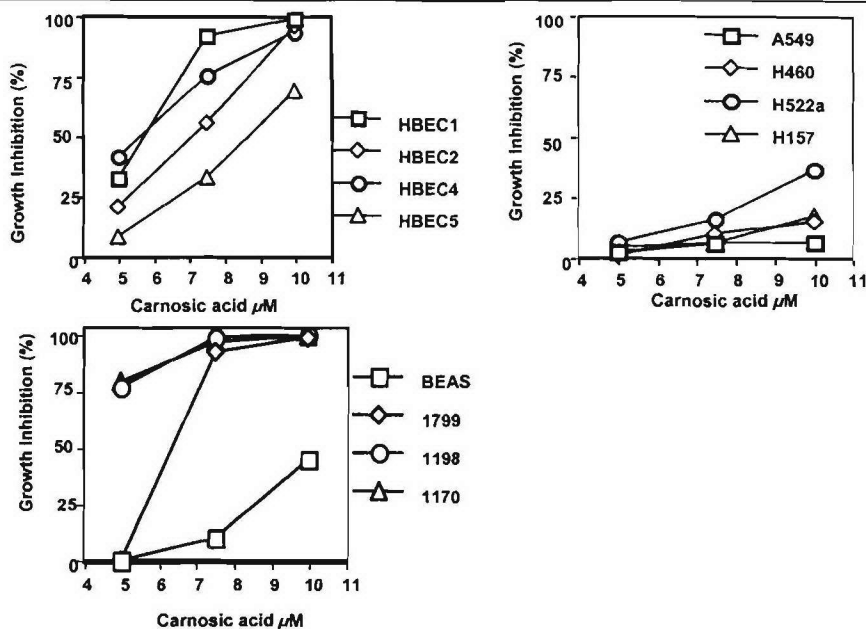 Growth Inhibition (%)
100
75
50
25
0
4 5 6 7 8 9 10 11
Carnosic acid µM
HBEC1
HBEC2
HBEC4
HBEC5
Growth Inhibition (%)
100
75
50
25
0
4 5 6 7 8 9 10 11
Carnosic acid µM
A549
H460
H522a
H157
Growth Inhibition (%)
100
75
50
25
0
4 5 6 7 8 9 10 11
Carnosic acid µM
BEAS
1799
1198
1170